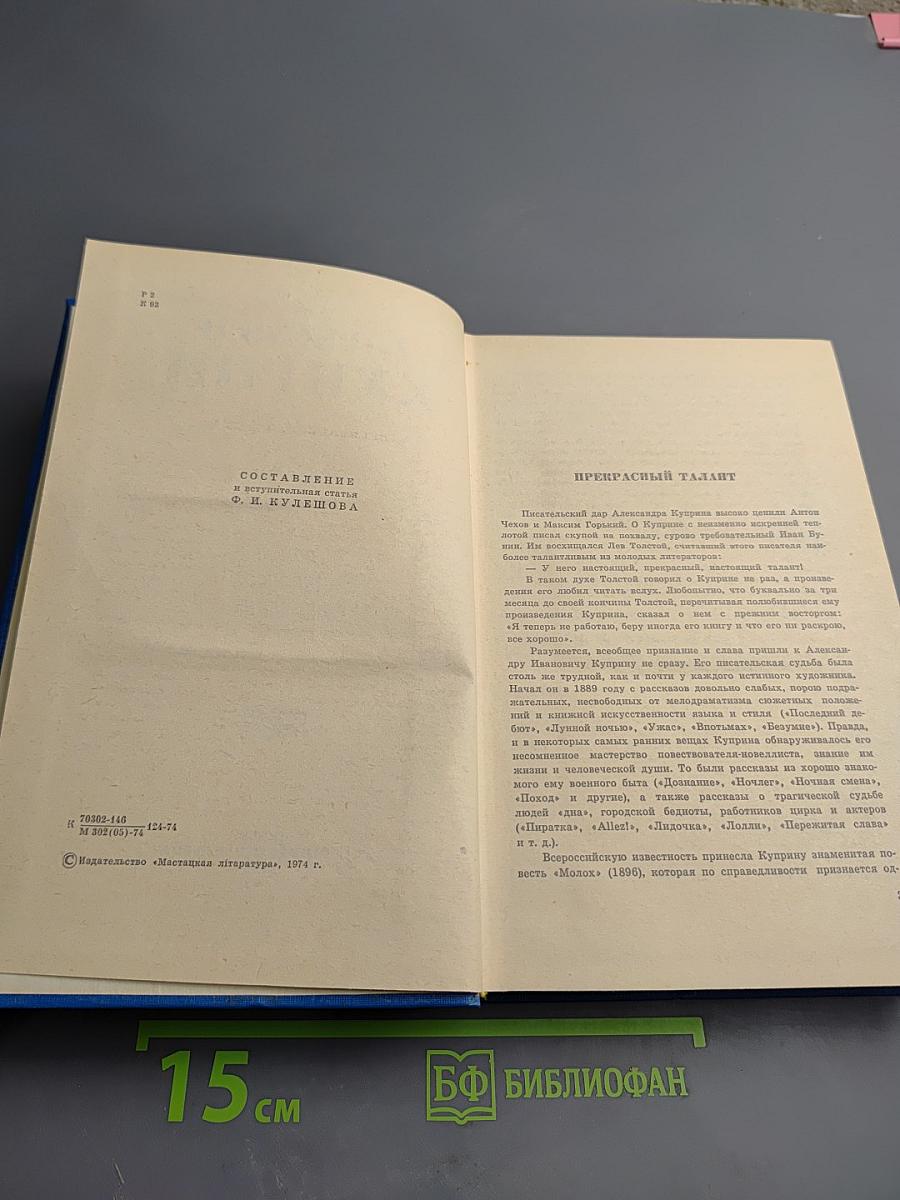 Р 2
К 92
СОСТАВЛЕНИЕ
и вступительная статья
Ф. И. КУЛЕШОВА
К 70302-146
М 302(05)-74 124-74
© Издательство «Мастацкая література», 1974 г.
ПРЕКРАСНЫЙ ТАЛАНТ
Писательский дар Александра Куприна высоко ценили Антон
Чехов и Максим Горький. О Куприне с неизменно искренней теп-
лотой писал скупой на похвалу, сурово требовательный Иван Бу-
нин. Им восхищался Лев Толстой, считавший этого писателя наи-
более талантливым из молодых литераторов:
— У него настоящий, прекрасный, настоящий талант!
В таком духе Толстой говорил о Куприне не раз, а произве-
дения его любил читать вслух. Любопытно, что буквально за три
месяца до своей кончины Толстой, перечитывая полюбившиеся ему
произведения Куприна, сказал о нем с прежним восторгом:
«Я теперь не работаю, беру иногда его книгу и что его ни раскрою,
все хорошо».
Разумеется, всеобщее признание и слава пришли к Алексан-
дру Ивановичу Куприну не сразу. Его писательская судьба была
столь же трудной, как и почти у каждого истинного художника.
Начал он в 1889 году с рассказов довольно слабых, порою подра-
жательных, несвободных от мелодраматизма сюжетных положе-
ний и книжной искусственности языка и стиля («Последний де-
бют», «Лунной ночью», «Ужас», «Впотьмах», «Безумие»). Правда,
и в некоторых самых ранних вещах Куприна обнаруживалось его
несомненное мастерство повествователя-новеллиста, знание им
жизни и человеческой души. То были рассказы из хорошо знако-
мого ему военного быта («Дознание», «Ночлег», «Ночная смена»,
«Поход» и другие), а также рассказы о трагической судьбе
людей «дна», городской бедноты, работников цирка и актеров
(«Пиратка», «Allez!», «Лидочка», «Лолли», «Пережитая слава»
и т. д.).
Всероссийскую известность принесла Куприну знаменитая по-
весть «Молох» (1896), которая по справедливости признается од-
3
15 см
БФ БИБЛИОФАН